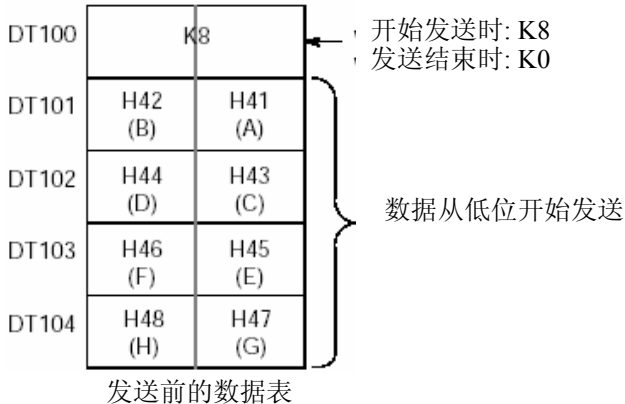 DT100 K8 开始发送时: K8
发送结束时: K0
DT101 H42 H41
(B) (A)
DT102 H44 H43
(D) (C)
数据从低位开始发送
DT103 H46 H45
(F) (E)
DT104 H48 H47
(H) (G)
发送前的数据表